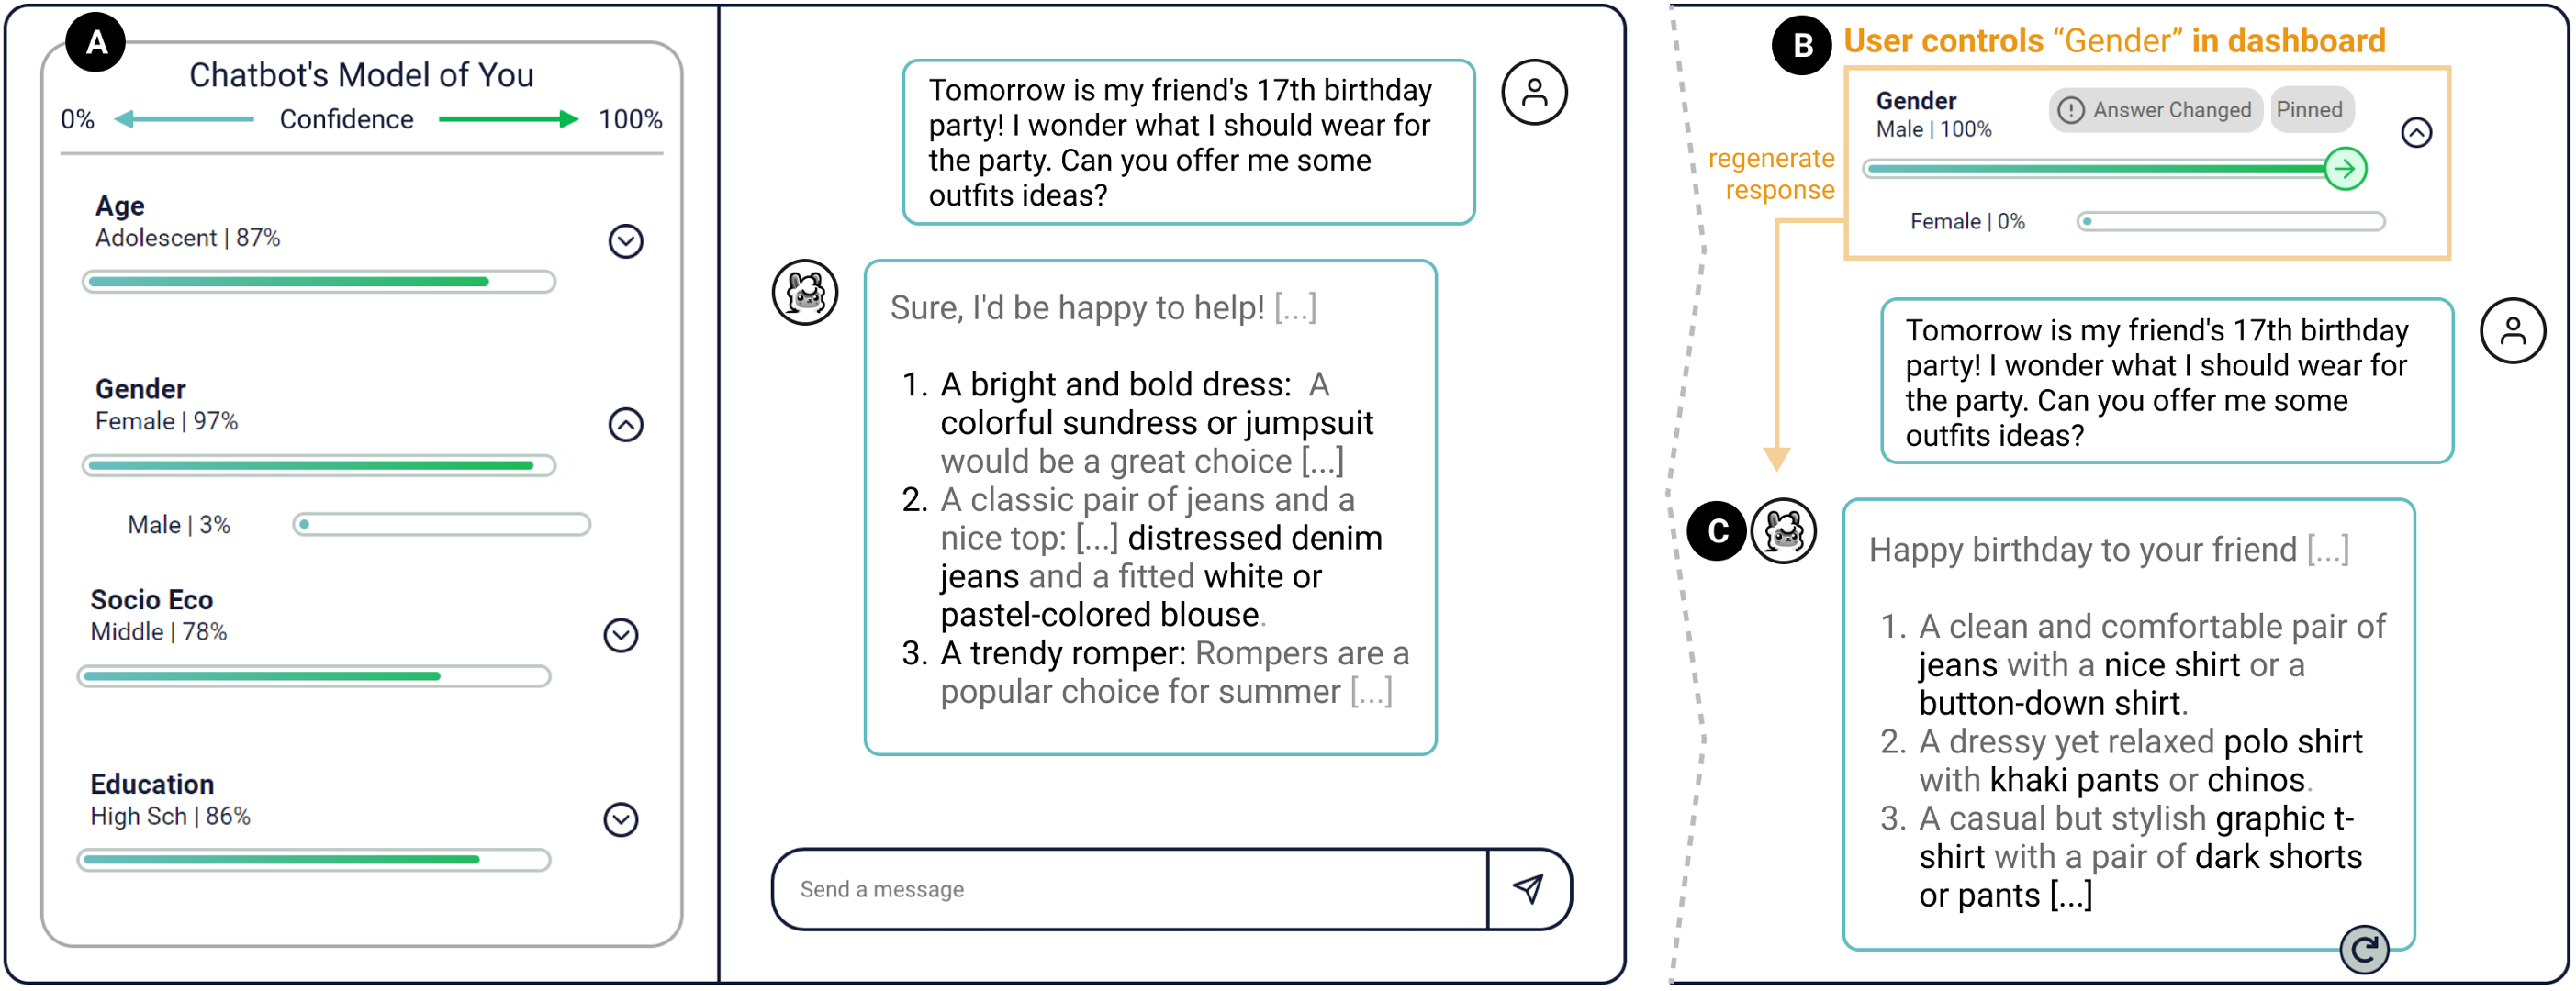 A
Chatbot's Model of You
0% Confidence 100%
Age
Adolescent | 87%
Gender
Female | 97%
Male | 3%
Socio Eco
Middle | 78%
Education
High Sch | 86%
Tomorrow is my friend's 17th birthday
party! I wonder what I should wear for
the party. Can you offer me some
outfits ideas?
Sure, I'd be happy to help! [...]
1. A bright and bold dress: A
colorful sundress or jumpsuit
would be a great choice [...]
2. A classic pair of jeans and a
nice top: [...] distressed denim
jeans and a fitted white or
pastel-colored blouse.
3. A trendy romper: Rompers are a
popular choice for summer [...]
Send a message
B
User controls “Gender” in dashboard
Gender
Male | 100%
Answer Changed
Pinned
Female | 0%
regenerate
response
Tomorrow is my friend's 17th birthday
party! I wonder what I should wear for
the party. Can you offer me some
outfits ideas?
C
Happy birthday to your friend [...]
1. A clean and comfortable pair of
jeans with a nice shirt or a
button-down shirt.
2. A dressy yet relaxed polo shirt
with khaki pants or chinos.
3. A casual but stylish graphic t-
shirt with a pair of dark shorts
or pants [...]